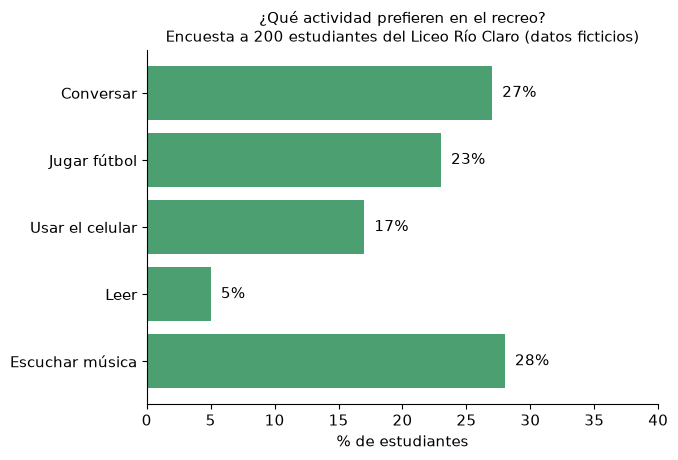 ¿Qué actividad prefieren en el recreo?
Encuesta a 200 estudiantes del Liceo Río Claro (datos ficticios)
Conversar
27%
Jugar fútbol
23%
Usar el celular
17%
Leer
5%
Escuchar música
28%
0 5 10 15 20 25 30 35 40
% de estudiantes